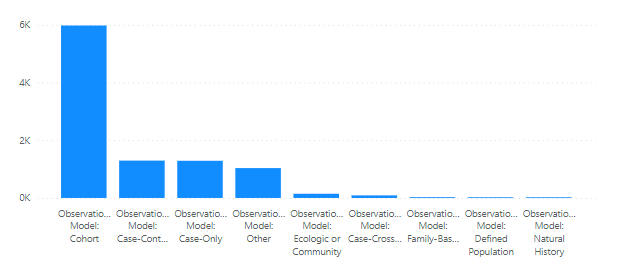 6K
4K
2K
0K
Observatio... Observatio... Observatio... Observatio... Observatio... Observatio... Observatio... Observatio... Observatio...
Model: Model: Model: Model: Model: Model: Model: Model: Model:
Cohort Case-Cont... Case-Only Other Ecologic or Case-Cross... Family-Bas... Defined Natural
Community Population History